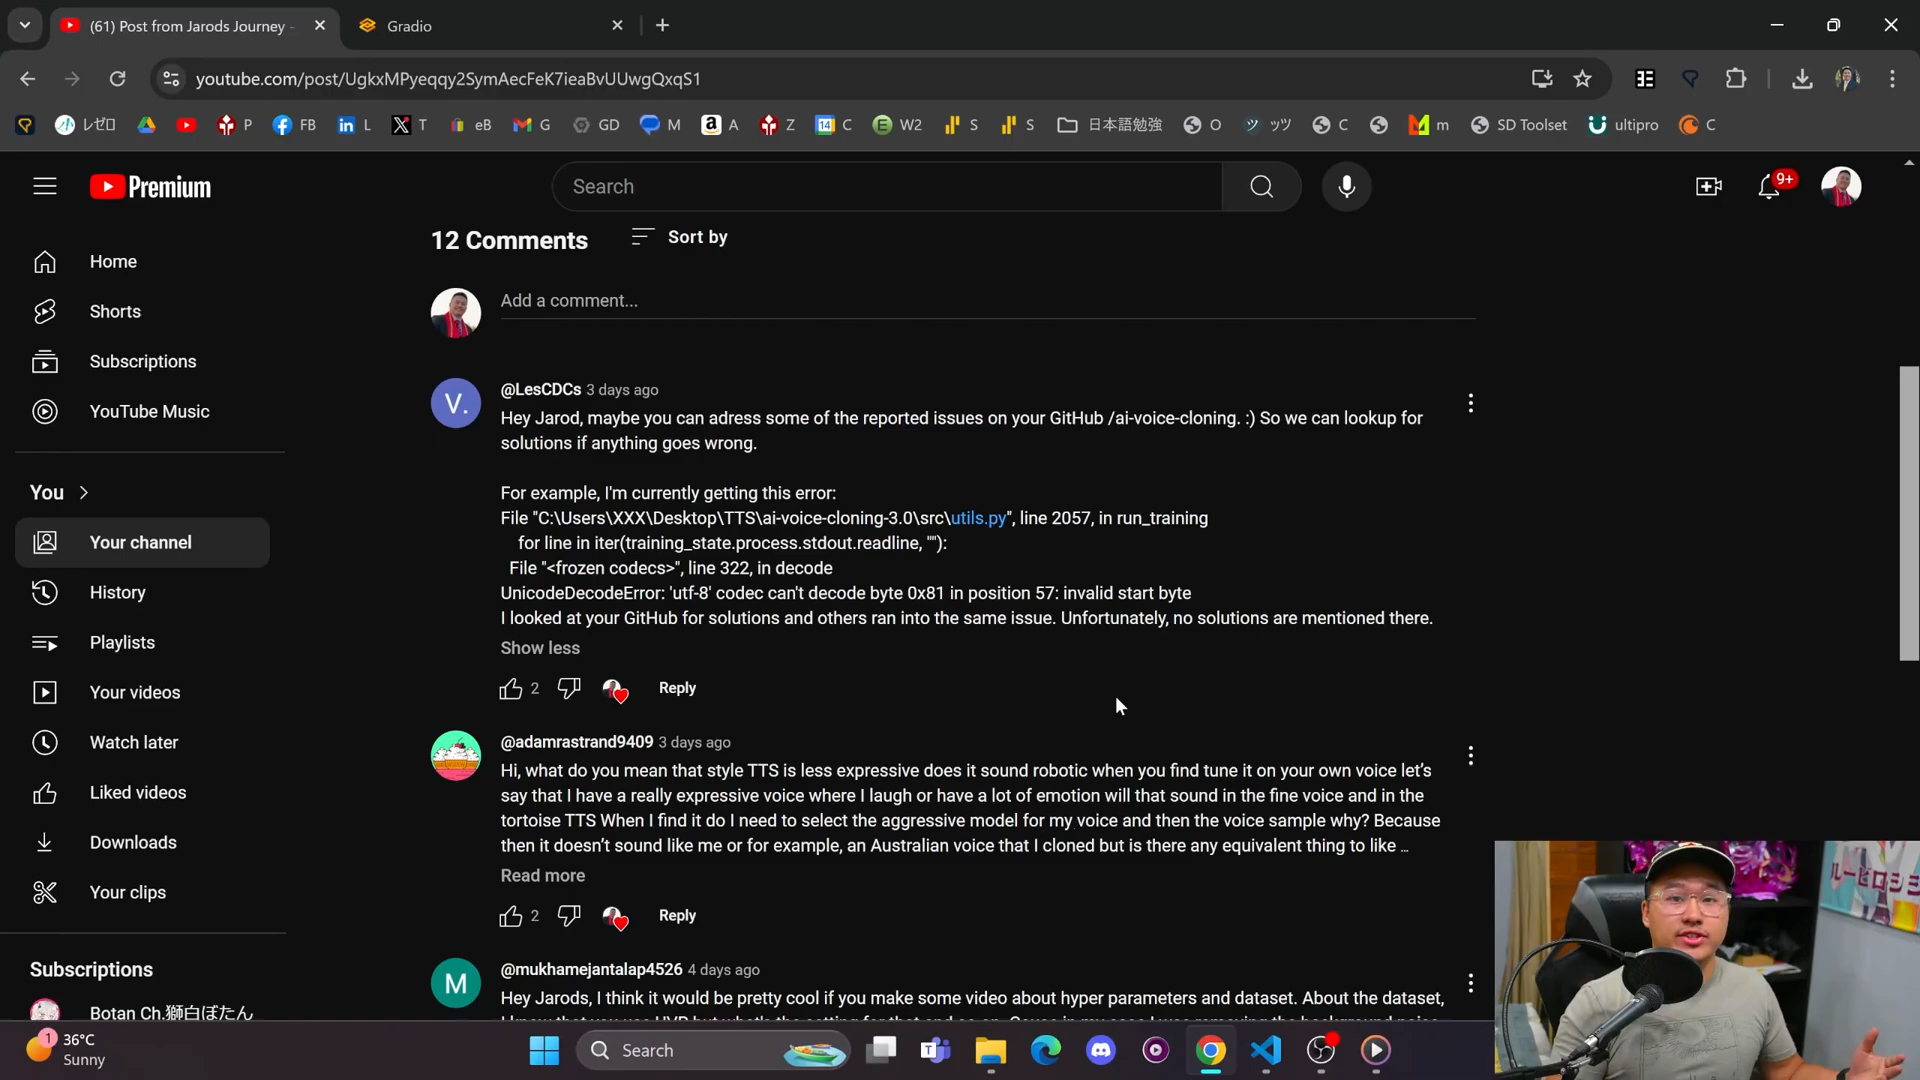 (61) Post from Jarods Journey -
Gradio
youtube.com/post/UgkxMPyeqqy2SymAecFeK7ieaBvUUwgQxqS1
レゼロ
P
FB
L
T
eB
G
GD
M
A
Z
14
C
W2
S
S
日本語勉強
O
ッツ
C
m
SD Toolset
ultipro
C
Premium
Search
9+
12 Comments
Sort by
Add a comment...
Home
Shorts
Subscriptions
YouTube Music
You
Your channel
History
Playlists
Your videos
Watch later
Liked videos
Downloads
Your clips
Subscriptions
Botan Ch.獅白ぼたん
V.
@LesCDCs 3 days ago
Hey Jarod, maybe you can adress some of the reported issues on your GitHub /ai-voice-cloning. :) So we can lookup for
solutions if anything goes wrong.
For example, I'm currently getting this error:
File "C:\Users\XXX\Desktop\TTS\ai-voice-cloning-3.0\src\utils.py", line 2057, in run_training
for line in iter(training_state.process.stdout.readline, ""):
File "<frozen codecs>", line 322, in decode
UnicodeDecodeError: 'utf-8' codec can't decode byte 0x81 in position 57: invalid start byte
I looked at your GitHub for solutions and others ran into the same issue. Unfortunately, no solutions are mentioned there.
Show less
2
Reply
@adamrastrand9409 3 days ago
Hi, what do you mean that style TTS is less expressive does it sound robotic when you find tune it on your own voice let's
say that I have a really expressive voice where I laugh or have a lot of emotion will that sound in the fine voice and in the
tortoise TTS When I find it do I need to select the aggressive model for my voice and then the voice sample why? Because
then it doesn't sound like me or for example, an Australian voice that I cloned but is there any equivalent thing to like ...
Read more
2
Reply
M
@mukhamejantalap4526 4 days ago
Hey Jarods, I think it would be pretty cool if you make some video about hyper parameters and dataset. About the dataset,
1
36°C
Sunny
Search